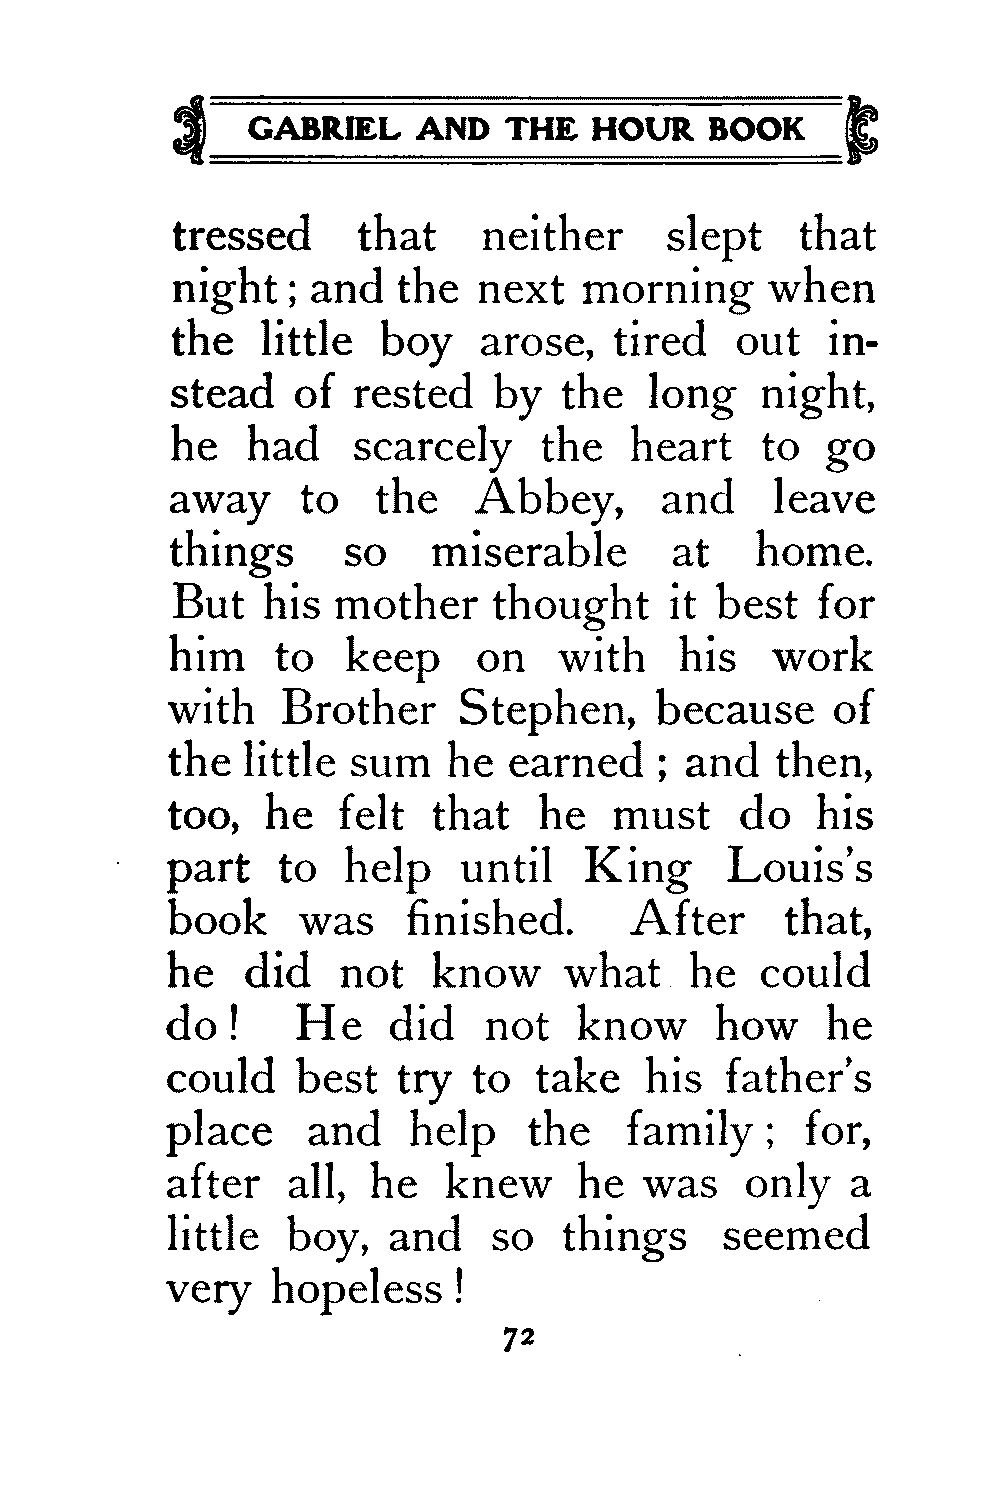 GABRIEL AND THE HOUR BOOK
tressed that neither slept that
night ; and the next morning when
the little boy arose, tired out in-
stead of rested by the long night,
he had scarcely the heart to go
away to the Abbey, and leave
things so miserable at home.
But his mother thought it best for
him to keep on with his work
with Brother Stephen, because of
the little sum he earned ; and then,
too, he felt that he must do his
part to help until King Louis's
book was finished. After that,
he did not know what he could
do ! He did not know how he
could best try to take his father's
place and help the family ; for,
after all, he knew he was only a
little boy, and so things seemed
very hopeless !
72